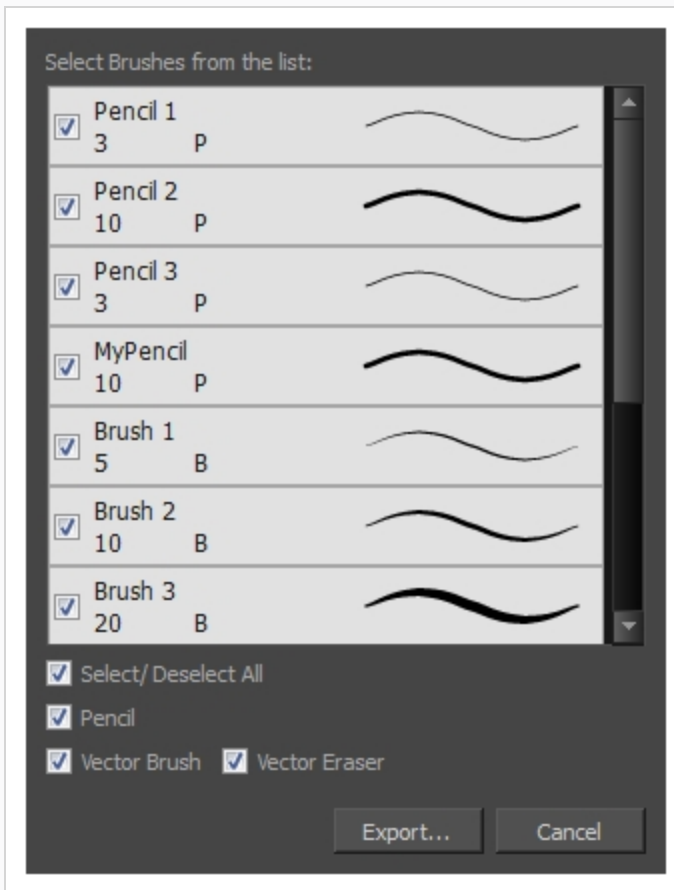 Select Brushes from the list:
Pencil 1
3 P
Pencil 2
10 P
Pencil 3
3 P
MyPencil
10 P
Brush 1
5 B
Brush 2
10 B
Brush 3
20 B
Select/Deselect All
Pencil
Vector Brush Vector Eraser
Export... Cancel